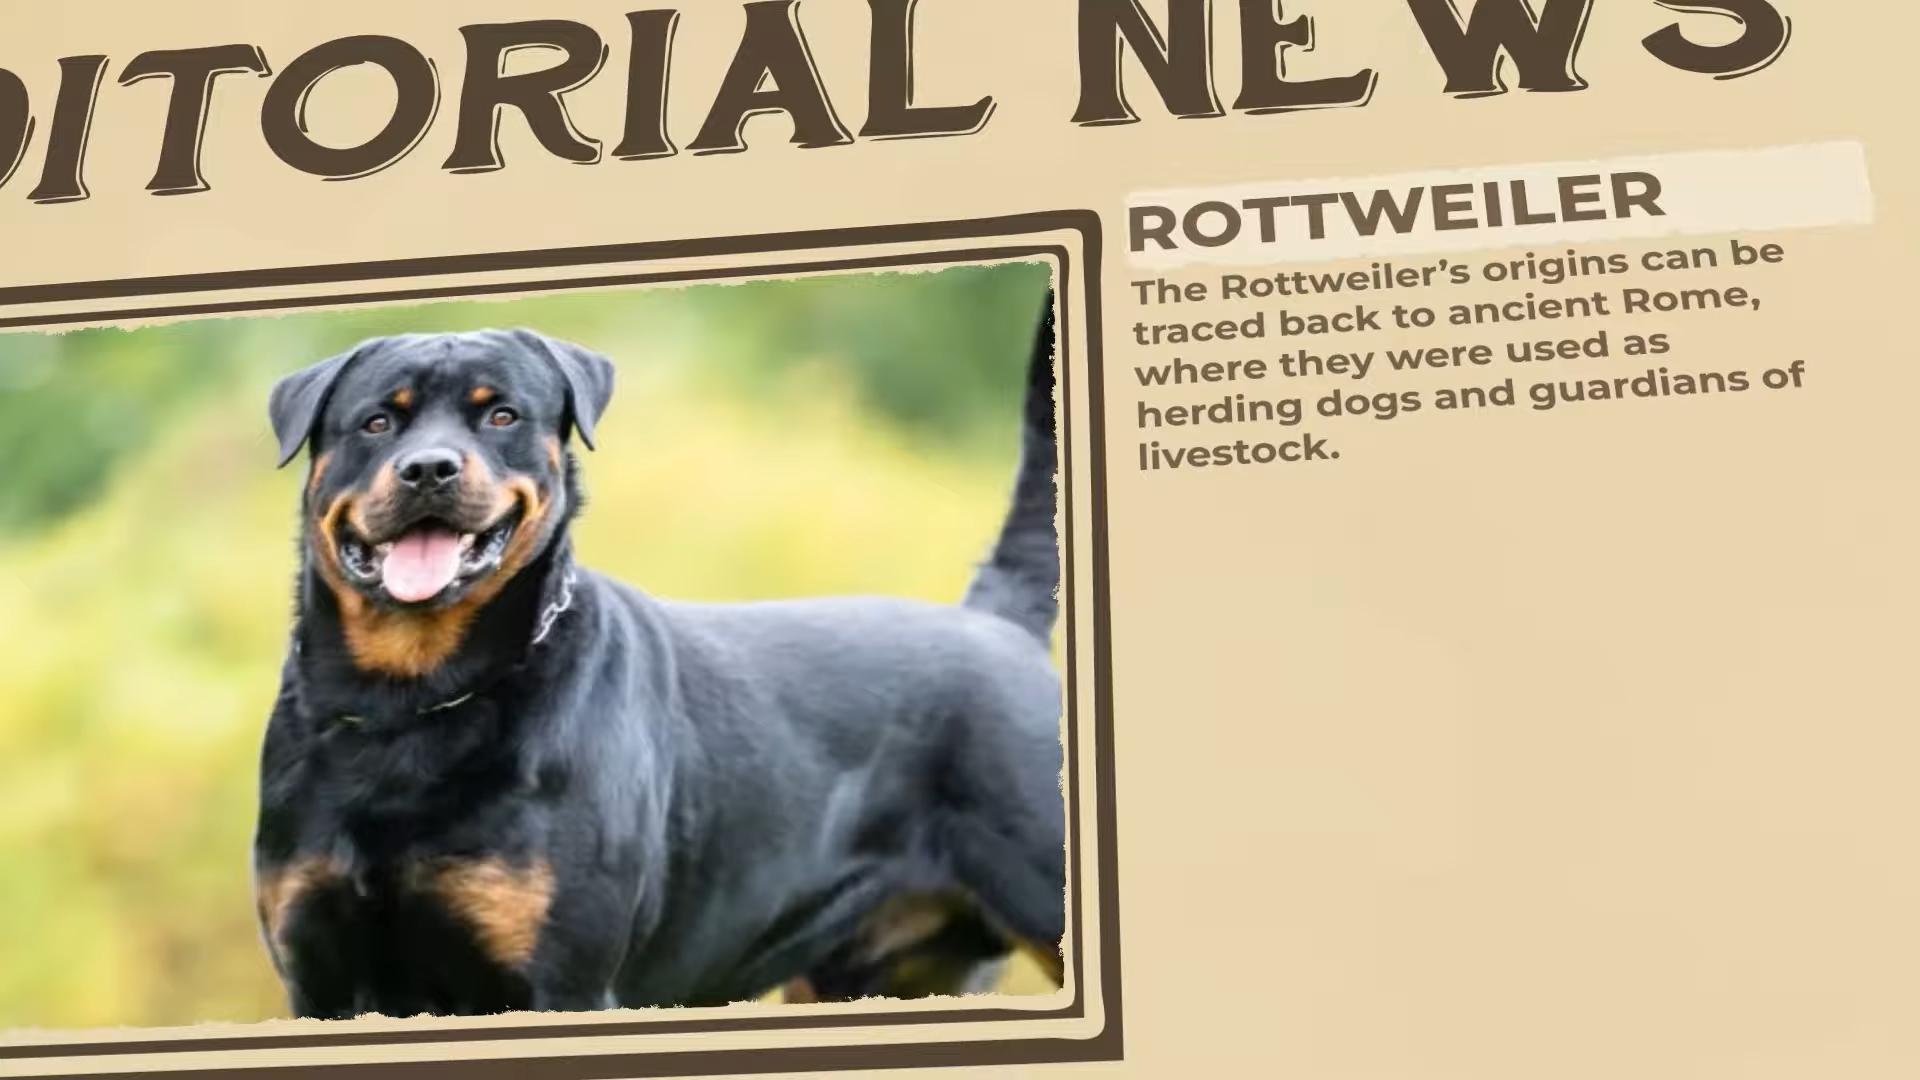 DITORIAL NEWS
ROTTWEILER
The Rottweiler’s origins can be
traced back to ancient Rome,
where they were used as
herding dogs and guardians of
livestock.